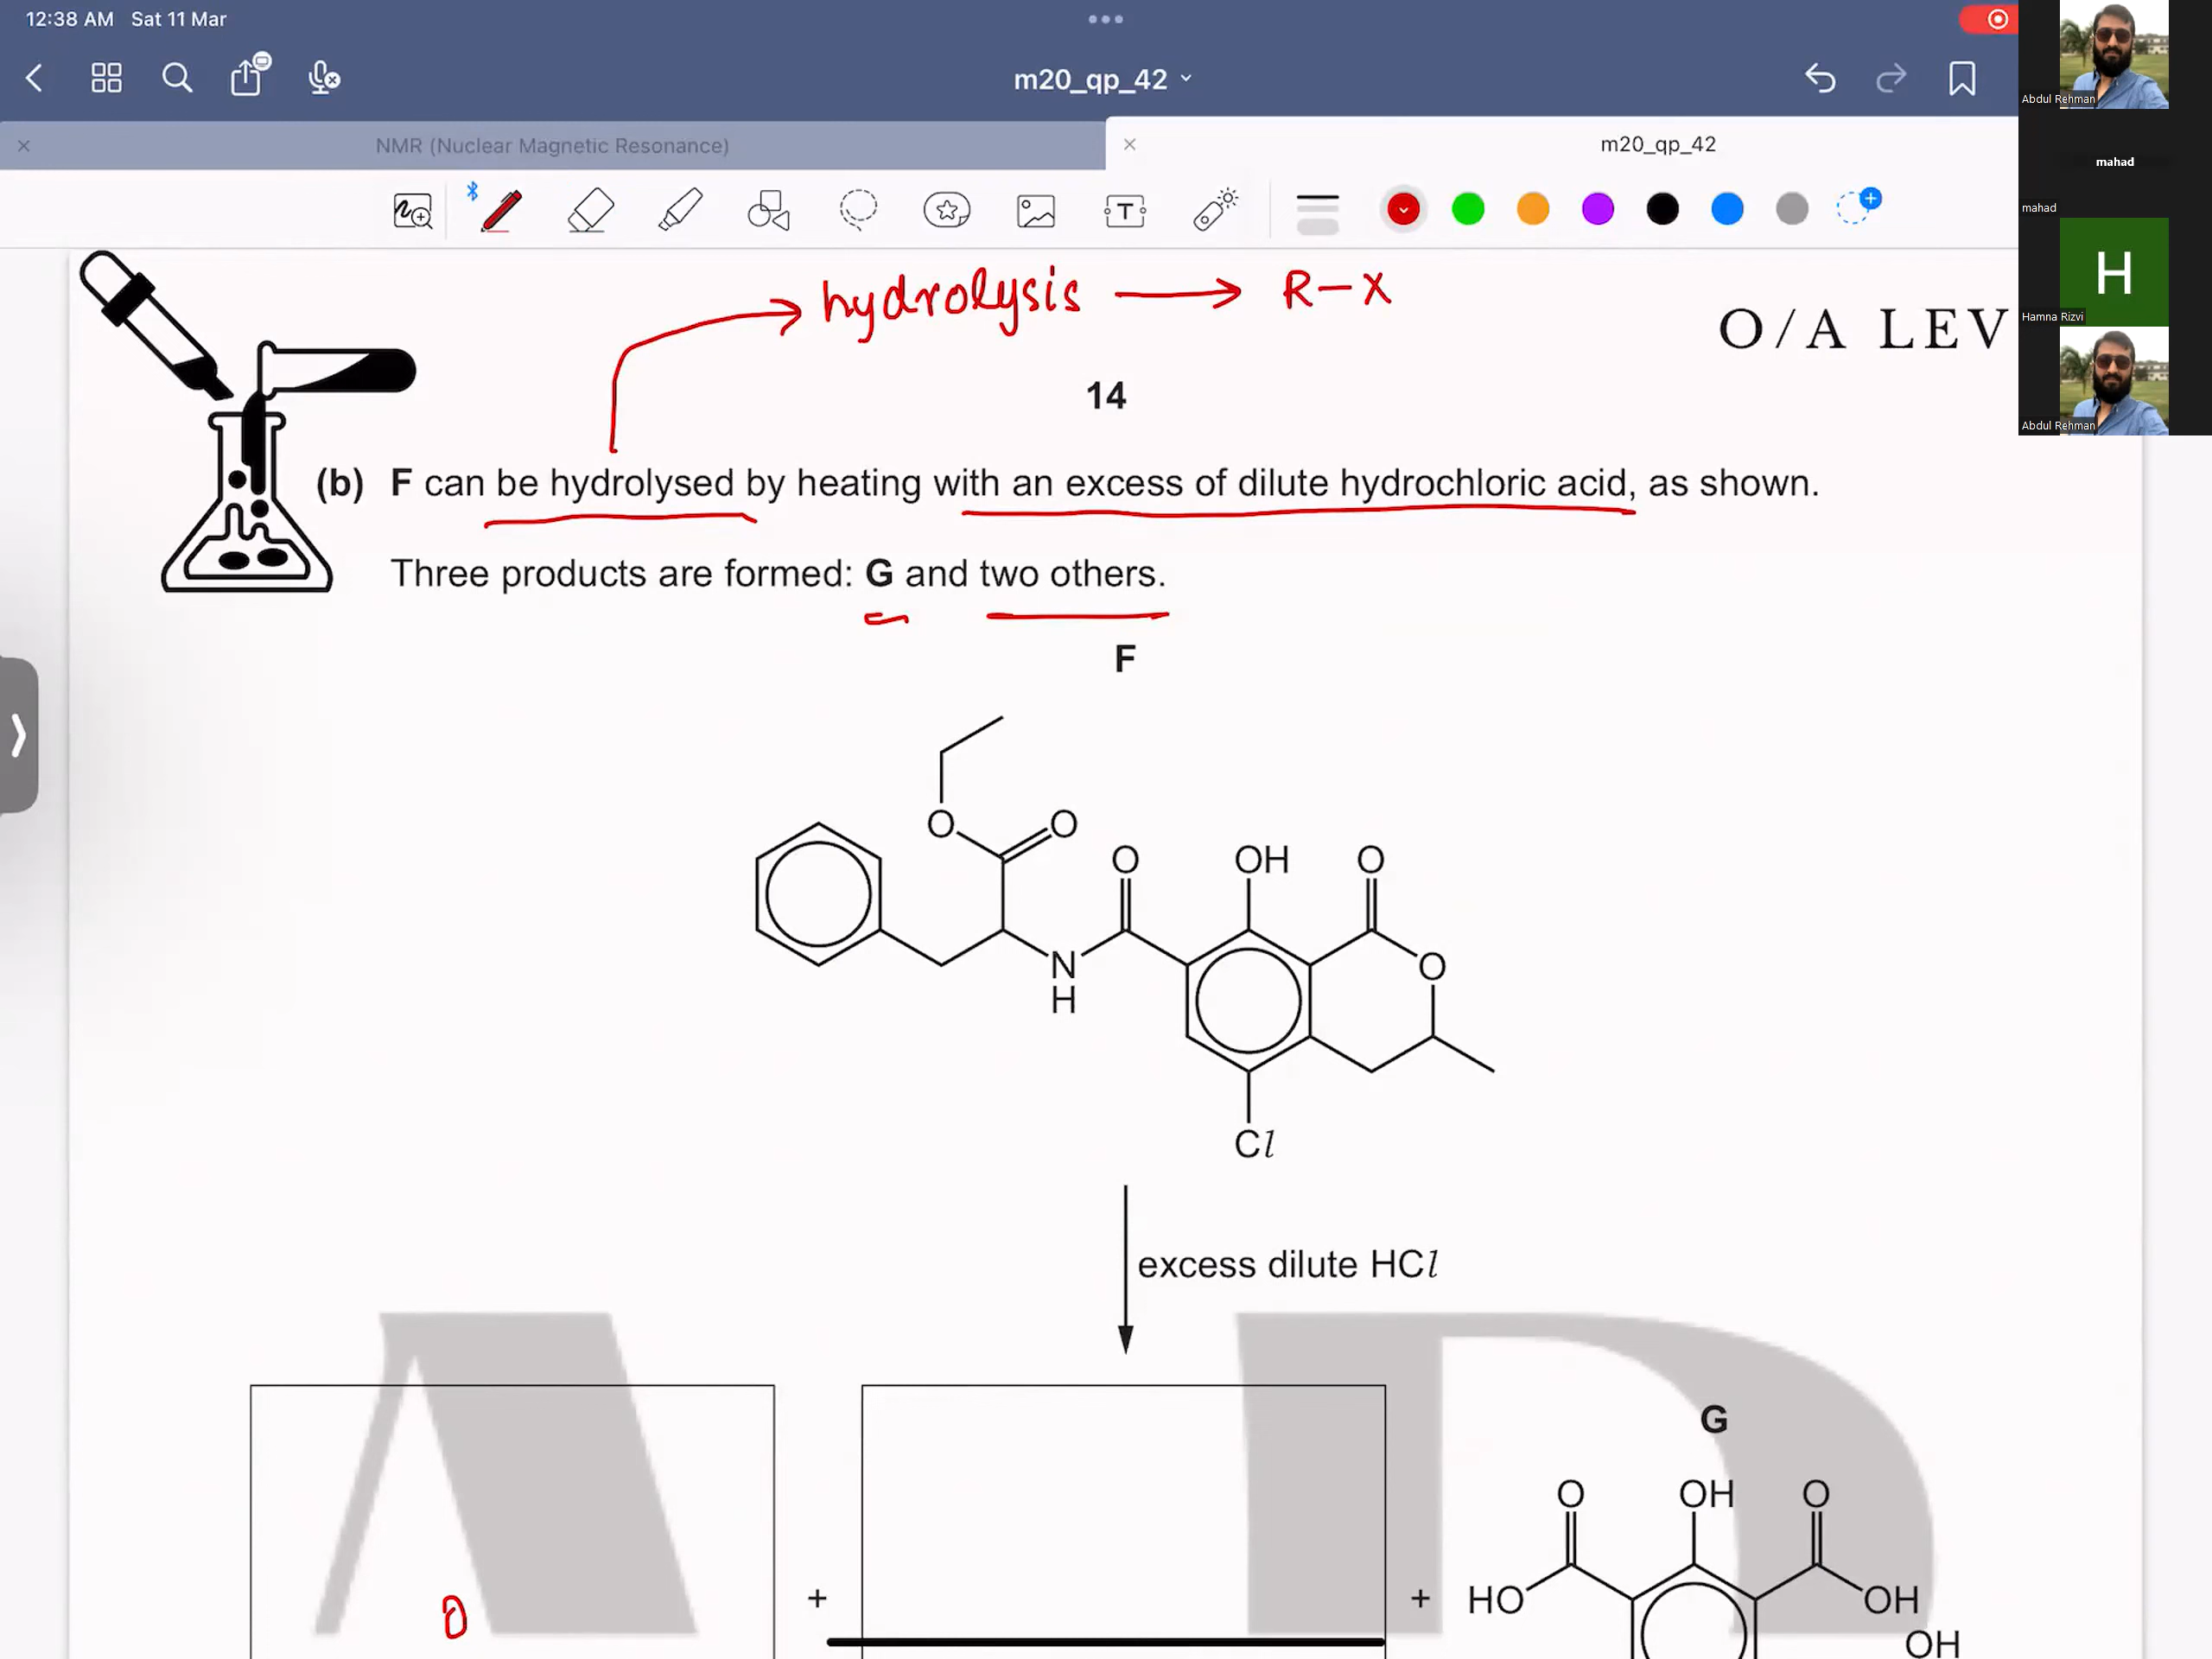 12:38 AM Sat 11 Mar
m20_qp_42
NMR (Nuclear Magnetic Resonance)
m20_qp_42
T
Abdul Rehman
mahad
mahad
H
Hamna Rizvi
Abdul Rehman
hydrolysis → R-X
O/A LEV
14
(b) F can be hydrolysed by heating with an excess of dilute hydrochloric acid, as shown.
Three products are formed: G and two others.
F
O O
O OH O
N O
H
Cl
excess dilute HCl
G
O OH O
+ + HO OH
OH